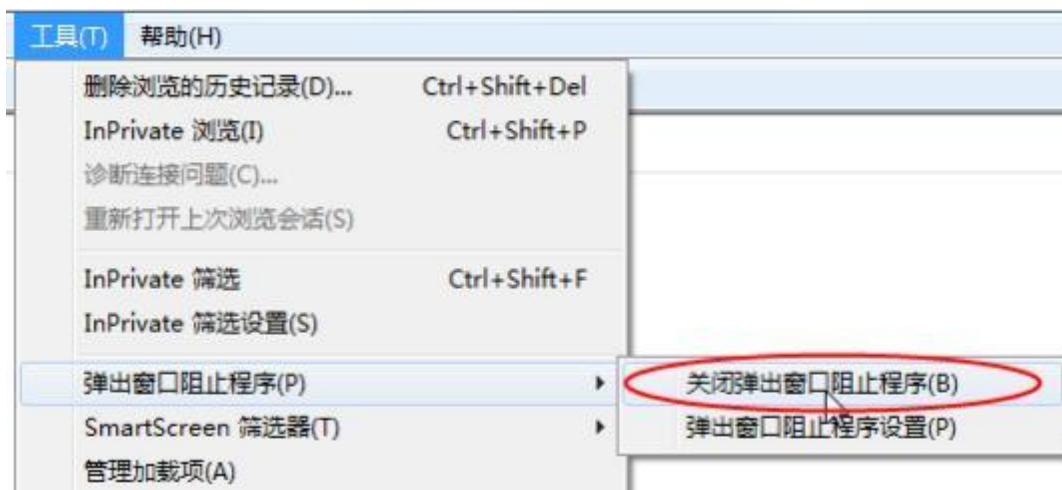 工具(T) 帮助(H)
删除浏览的历史记录(D)... Ctrl+Shift+Del
InPrivate 浏览(I) Ctrl+Shift+P
诊断连接问题(C)...
重新打开上次浏览会话(S)
InPrivate 筛选 Ctrl+Shift+F
InPrivate 筛选设置(S)
弹出窗口阻止程序(P) 关闭弹出窗口阻止程序(B)
SmartScreen 筛选器(T) 弹出窗口阻止程序设置(P)
管理加载项(A)